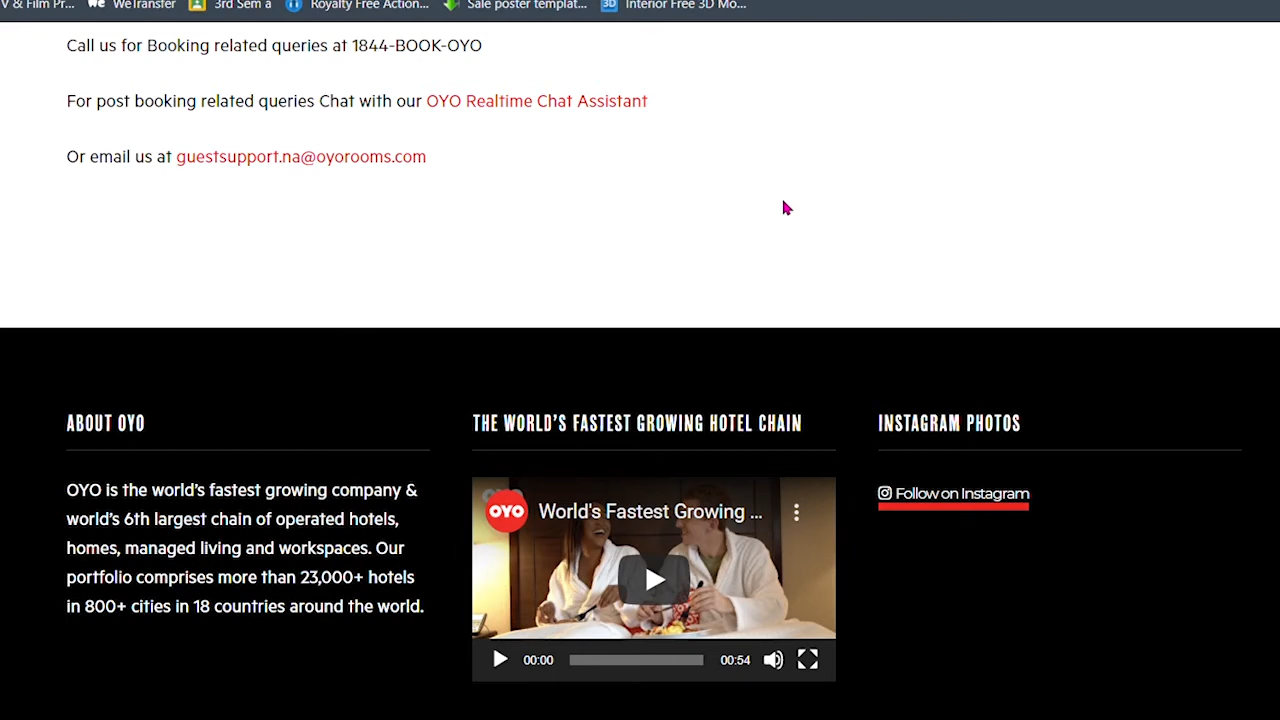 V & Film Pr...
WeTransfer
3rd Sem a
Royalty Free Action...
Sale poster templat...
3D
Interior Free 3D Mo...
Call us for Booking related queries at 1844-BOOK-OYO
For post booking related queries Chat with our OYO Realtime Chat Assistant
Or email us at guestsupport.na@oyorooms.com
ABOUT OYO
OYO is the world's fastest growing company &
world's 6th largest chain of operated hotels,
homes, managed living and workspaces. Our
portfolio comprises more than 23,000+ hotels
in 800+ cities in 18 countries around the world.
THE WORLD'S FASTEST GROWING HOTEL CHAIN
OYO
World's Fastest Growing ...
00:00
00:54
INSTAGRAM PHOTOS
Follow on Instagram